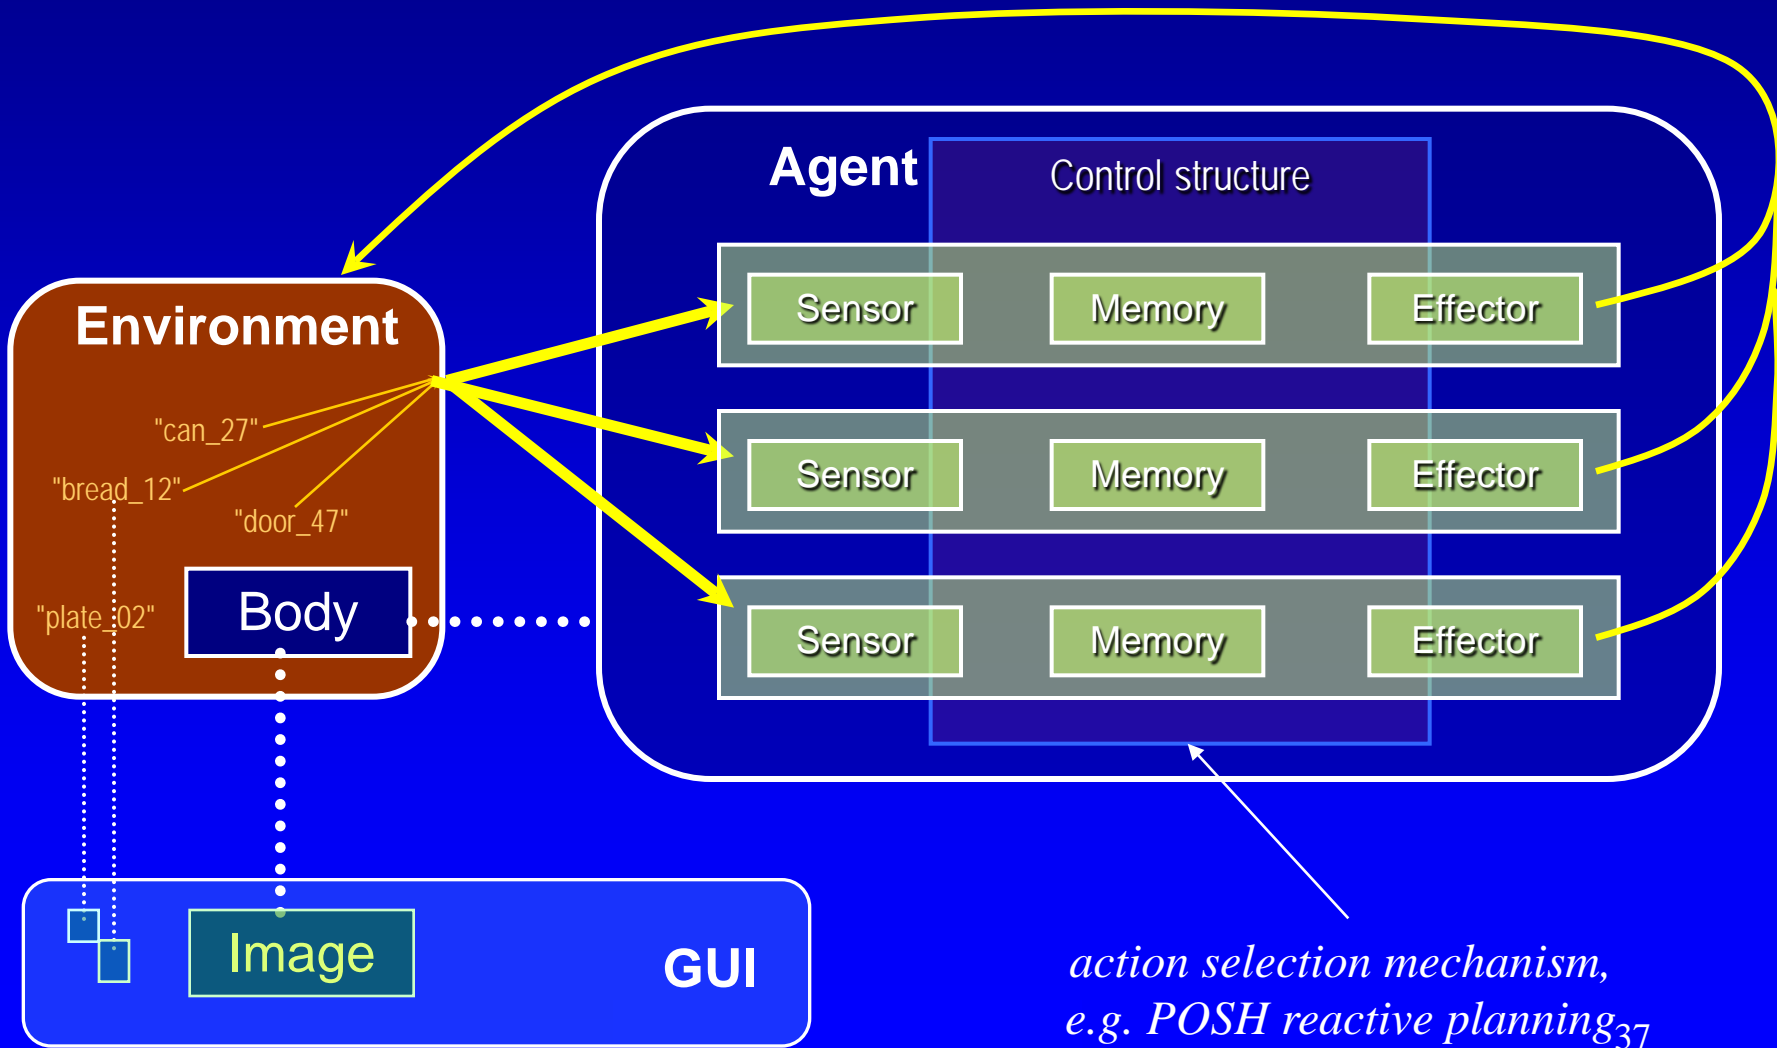 Agent
Control structure
Environment
Sensor Memory Effector
"can_27"
"bread_12"
"door_47"
Sensor Memory Effector
"plate_02"
Body
Sensor Memory Effector
Image
GUI
action selection mechanism,
e.g. POSH reactive planning
37